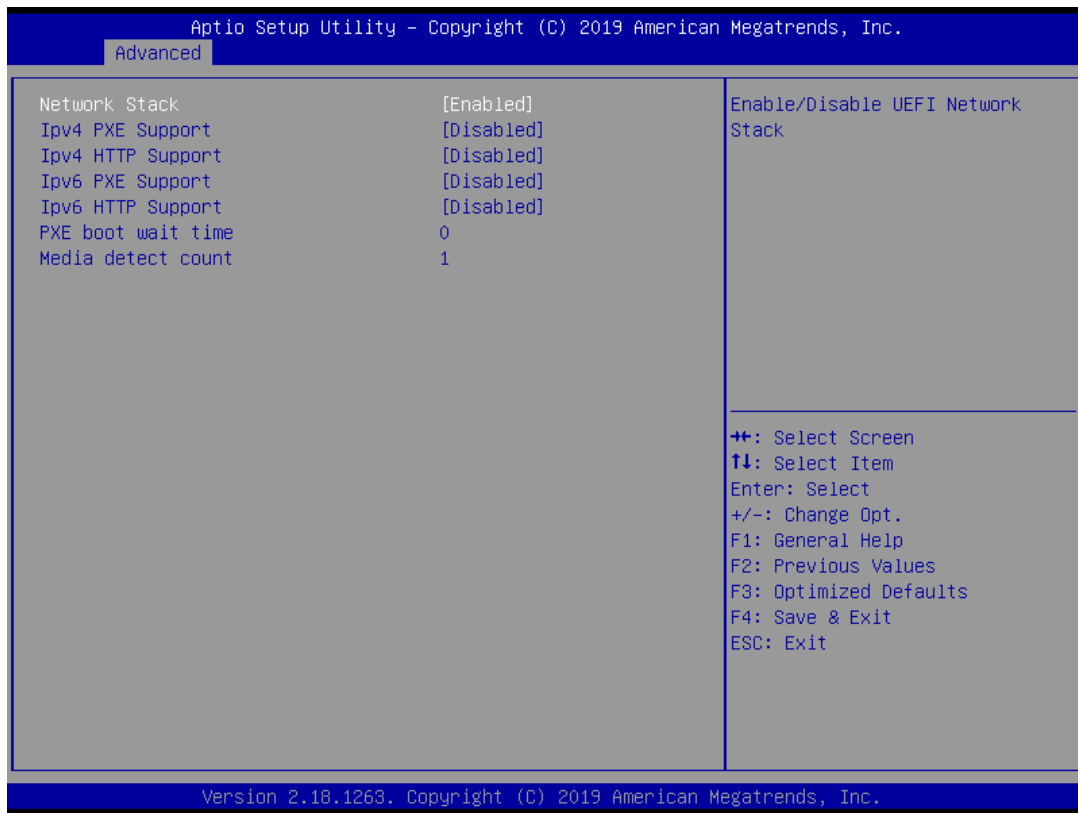 Aptio Setup Utility – Copyright (C) 2019 American Megatrends, Inc.
Advanced
Network Stack [Enabled]
Ipv4 PXE Support [Disabled]
Ipv4 HTTP Support [Disabled]
Ipv6 PXE Support [Disabled]
Ipv6 HTTP Support [Disabled]
PXE boot wait time 0
Media detect count 1
Enable/Disable UEFI Network
Stack
→←: Select Screen
↑↓: Select Item
Enter: Select
+/-: Change Opt.
F1: General Help
F2: Previous Values
F3: Optimized Defaults
F4: Save & Exit
ESC: Exit
Version 2.18.1263. Copyright (C) 2019 American Megatrends, Inc.